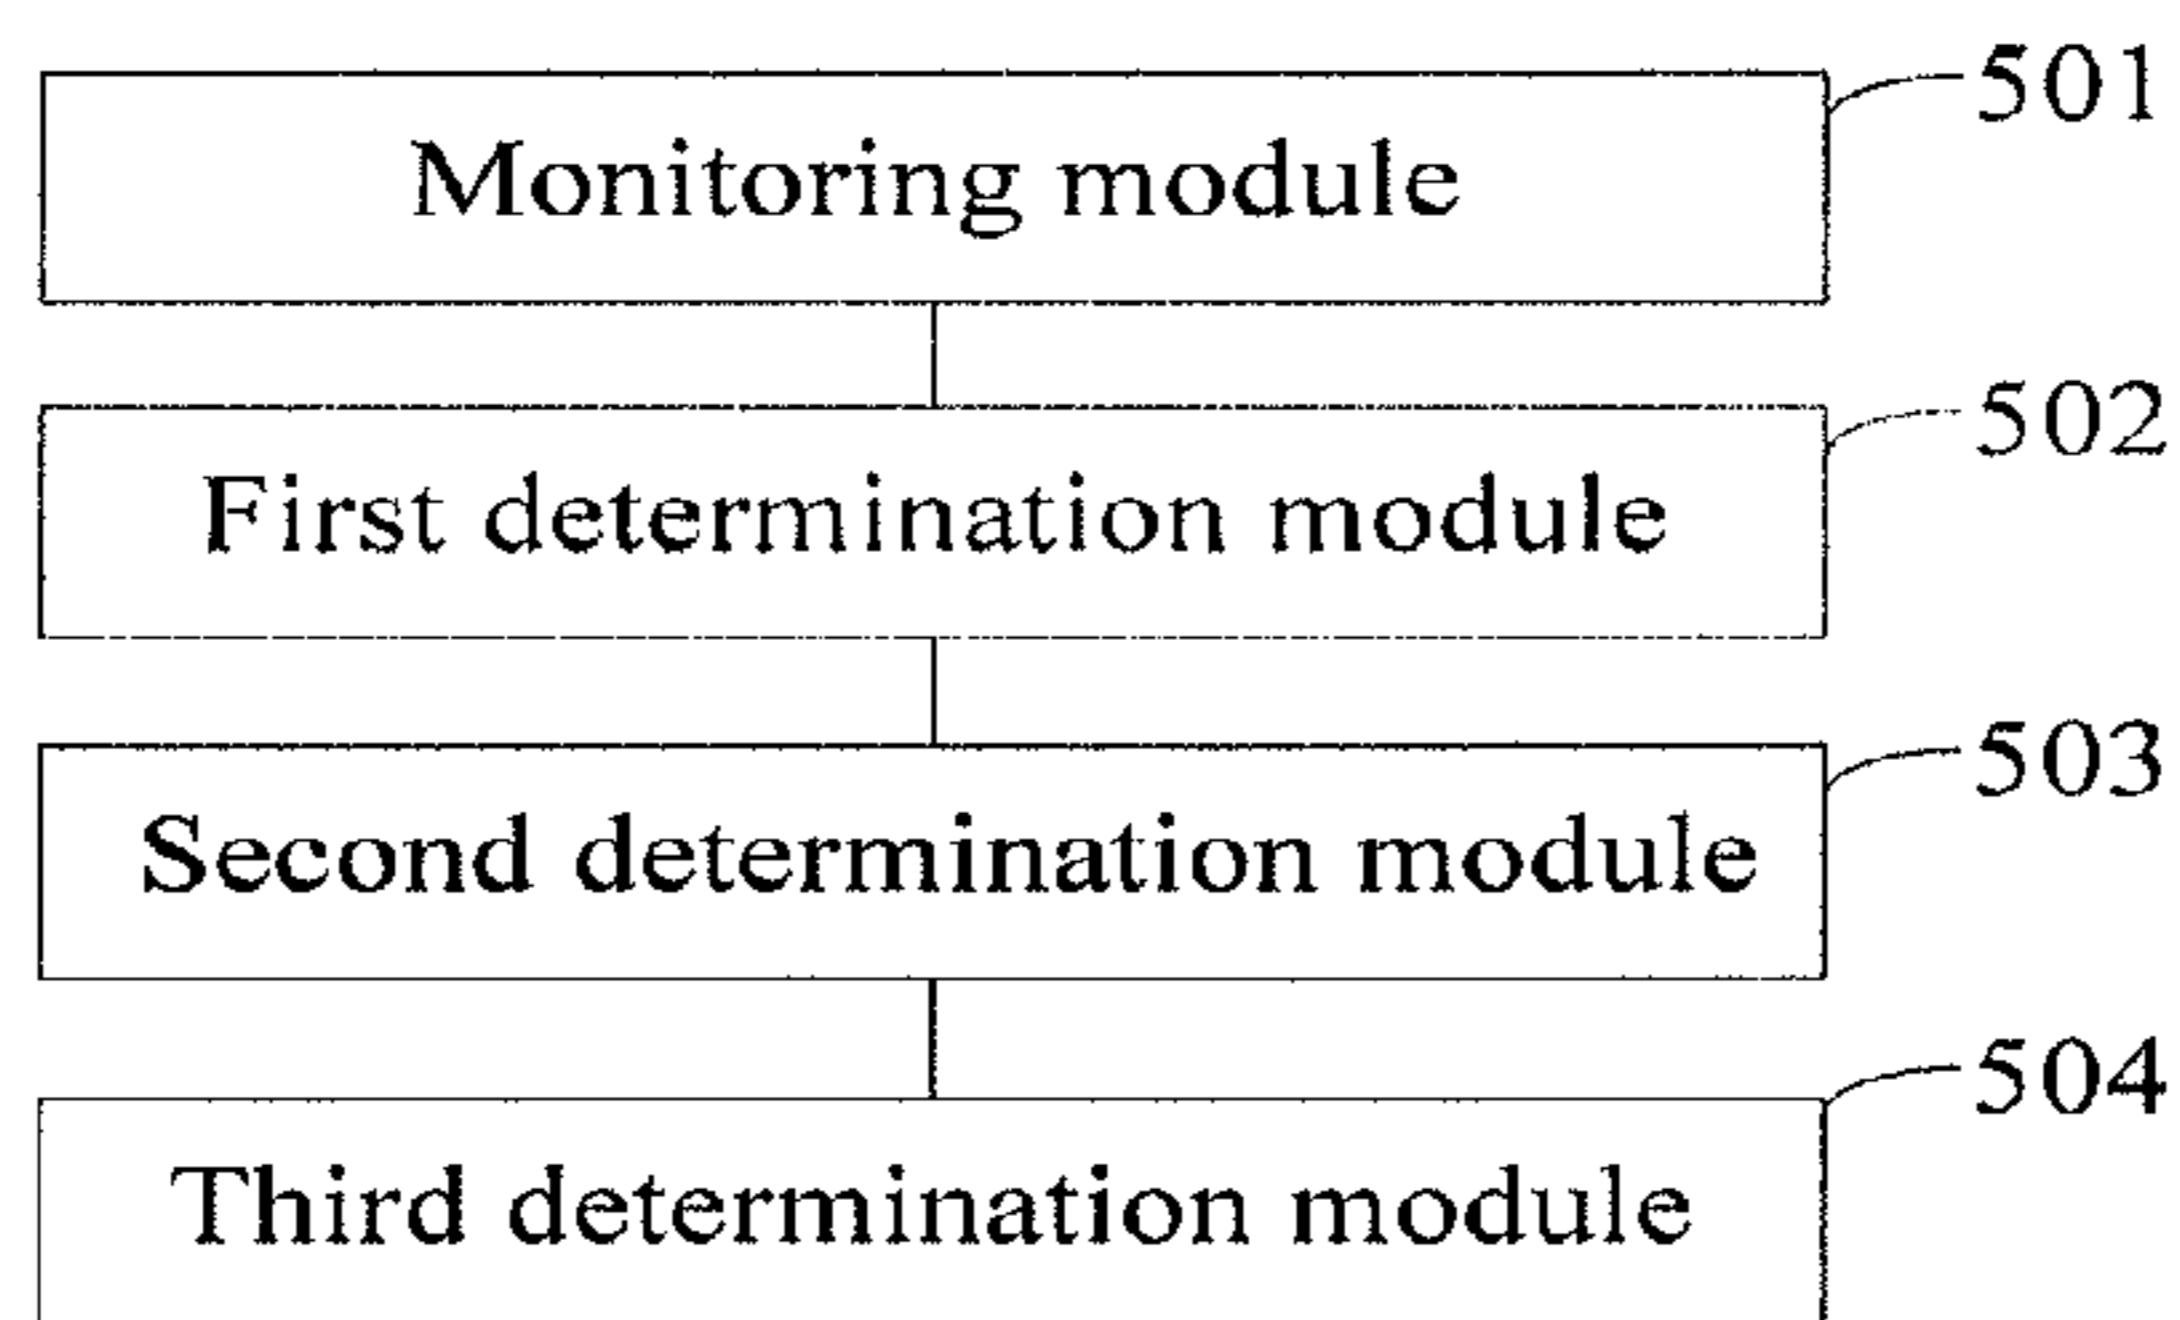 501
Monitoring module
502
First determination module
503
Second determination module
504
Third determination module